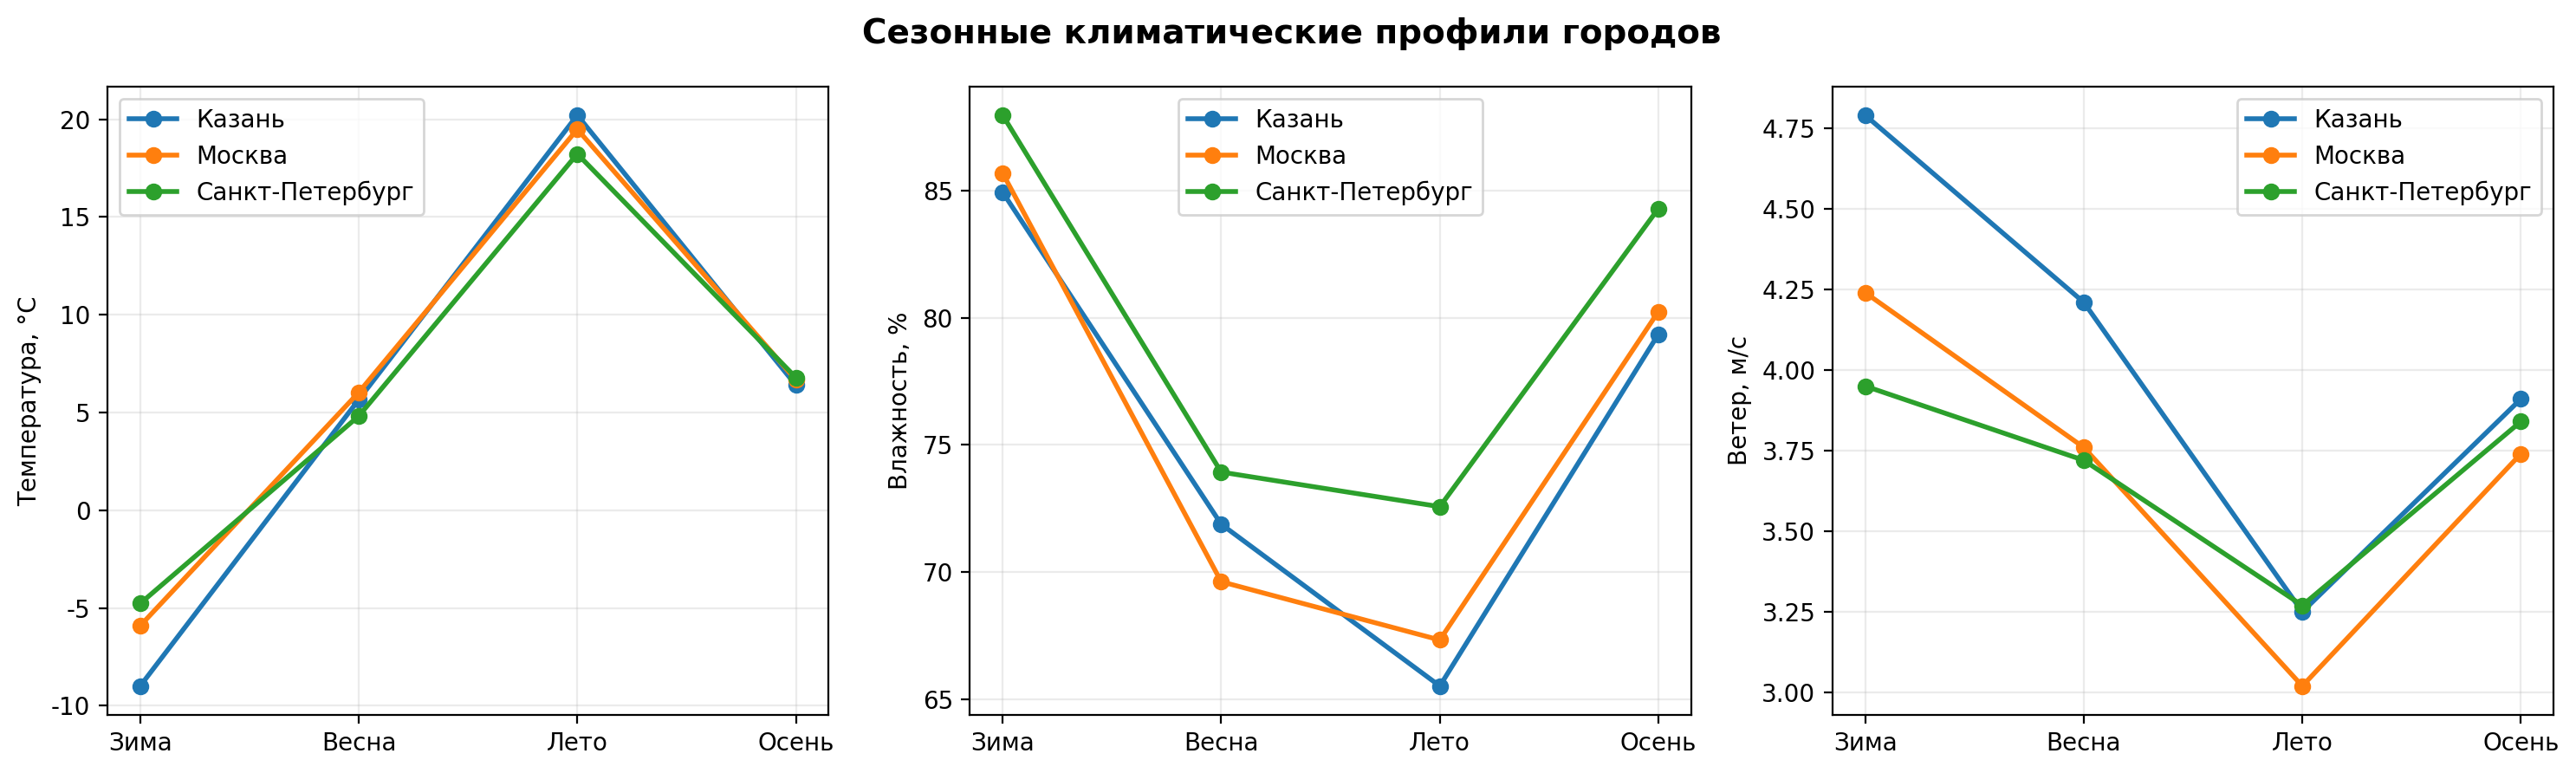 Сезонные климатические профили городов
Температура, °C
20
15
10
5
0
-5
-10
Казань
Москва
Санкт-Петербург
Зима Весна Лето Осень
Влажность, %
85
80
75
70
65
Казань
Москва
Санкт-Петербург
Зима Весна Лето Осень
Ветер, м/с
4.75
4.50
4.25
4.00
3.75
3.50
3.25
3.00
Казань
Москва
Санкт-Петербург
Зима Весна Лето Осень